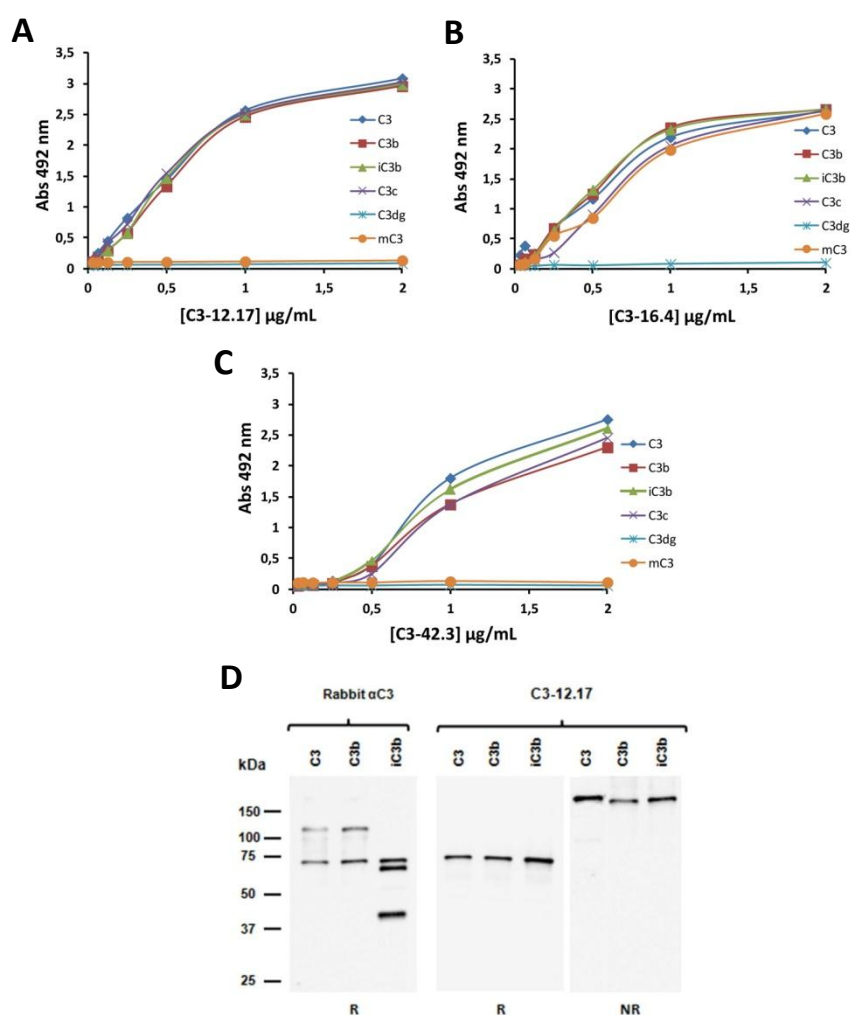 A
3,5
3
2,5
2
1,5
1
0,5
0
0 0,5 1 1,5 2
Abs 492 nm
[C3-12.17] µg/mL
C3
C3b
iC3b
C3c
C3dg
mC3
B
3,5
3
2,5
2
1,5
1
0,5
0
0 0,5 1 1,5 2
Abs 492 nm
[C3-16.4] µg/mL
C3
C3b
iC3b
C3c
C3dg
mC3
C
3,5
3
2,5
2
1,5
1
0,5
0
0 0,5 1 1,5 2
Abs 492 nm
[C3-42.3] µg/mL
C3
C3b
iC3b
C3c
C3dg
mC3
D
Rabbit αC3 C3-12.17
kDa C3 C3b iC3b C3 C3b iC3b C3 C3b iC3b
150
100
75
50
37
25
R R NR